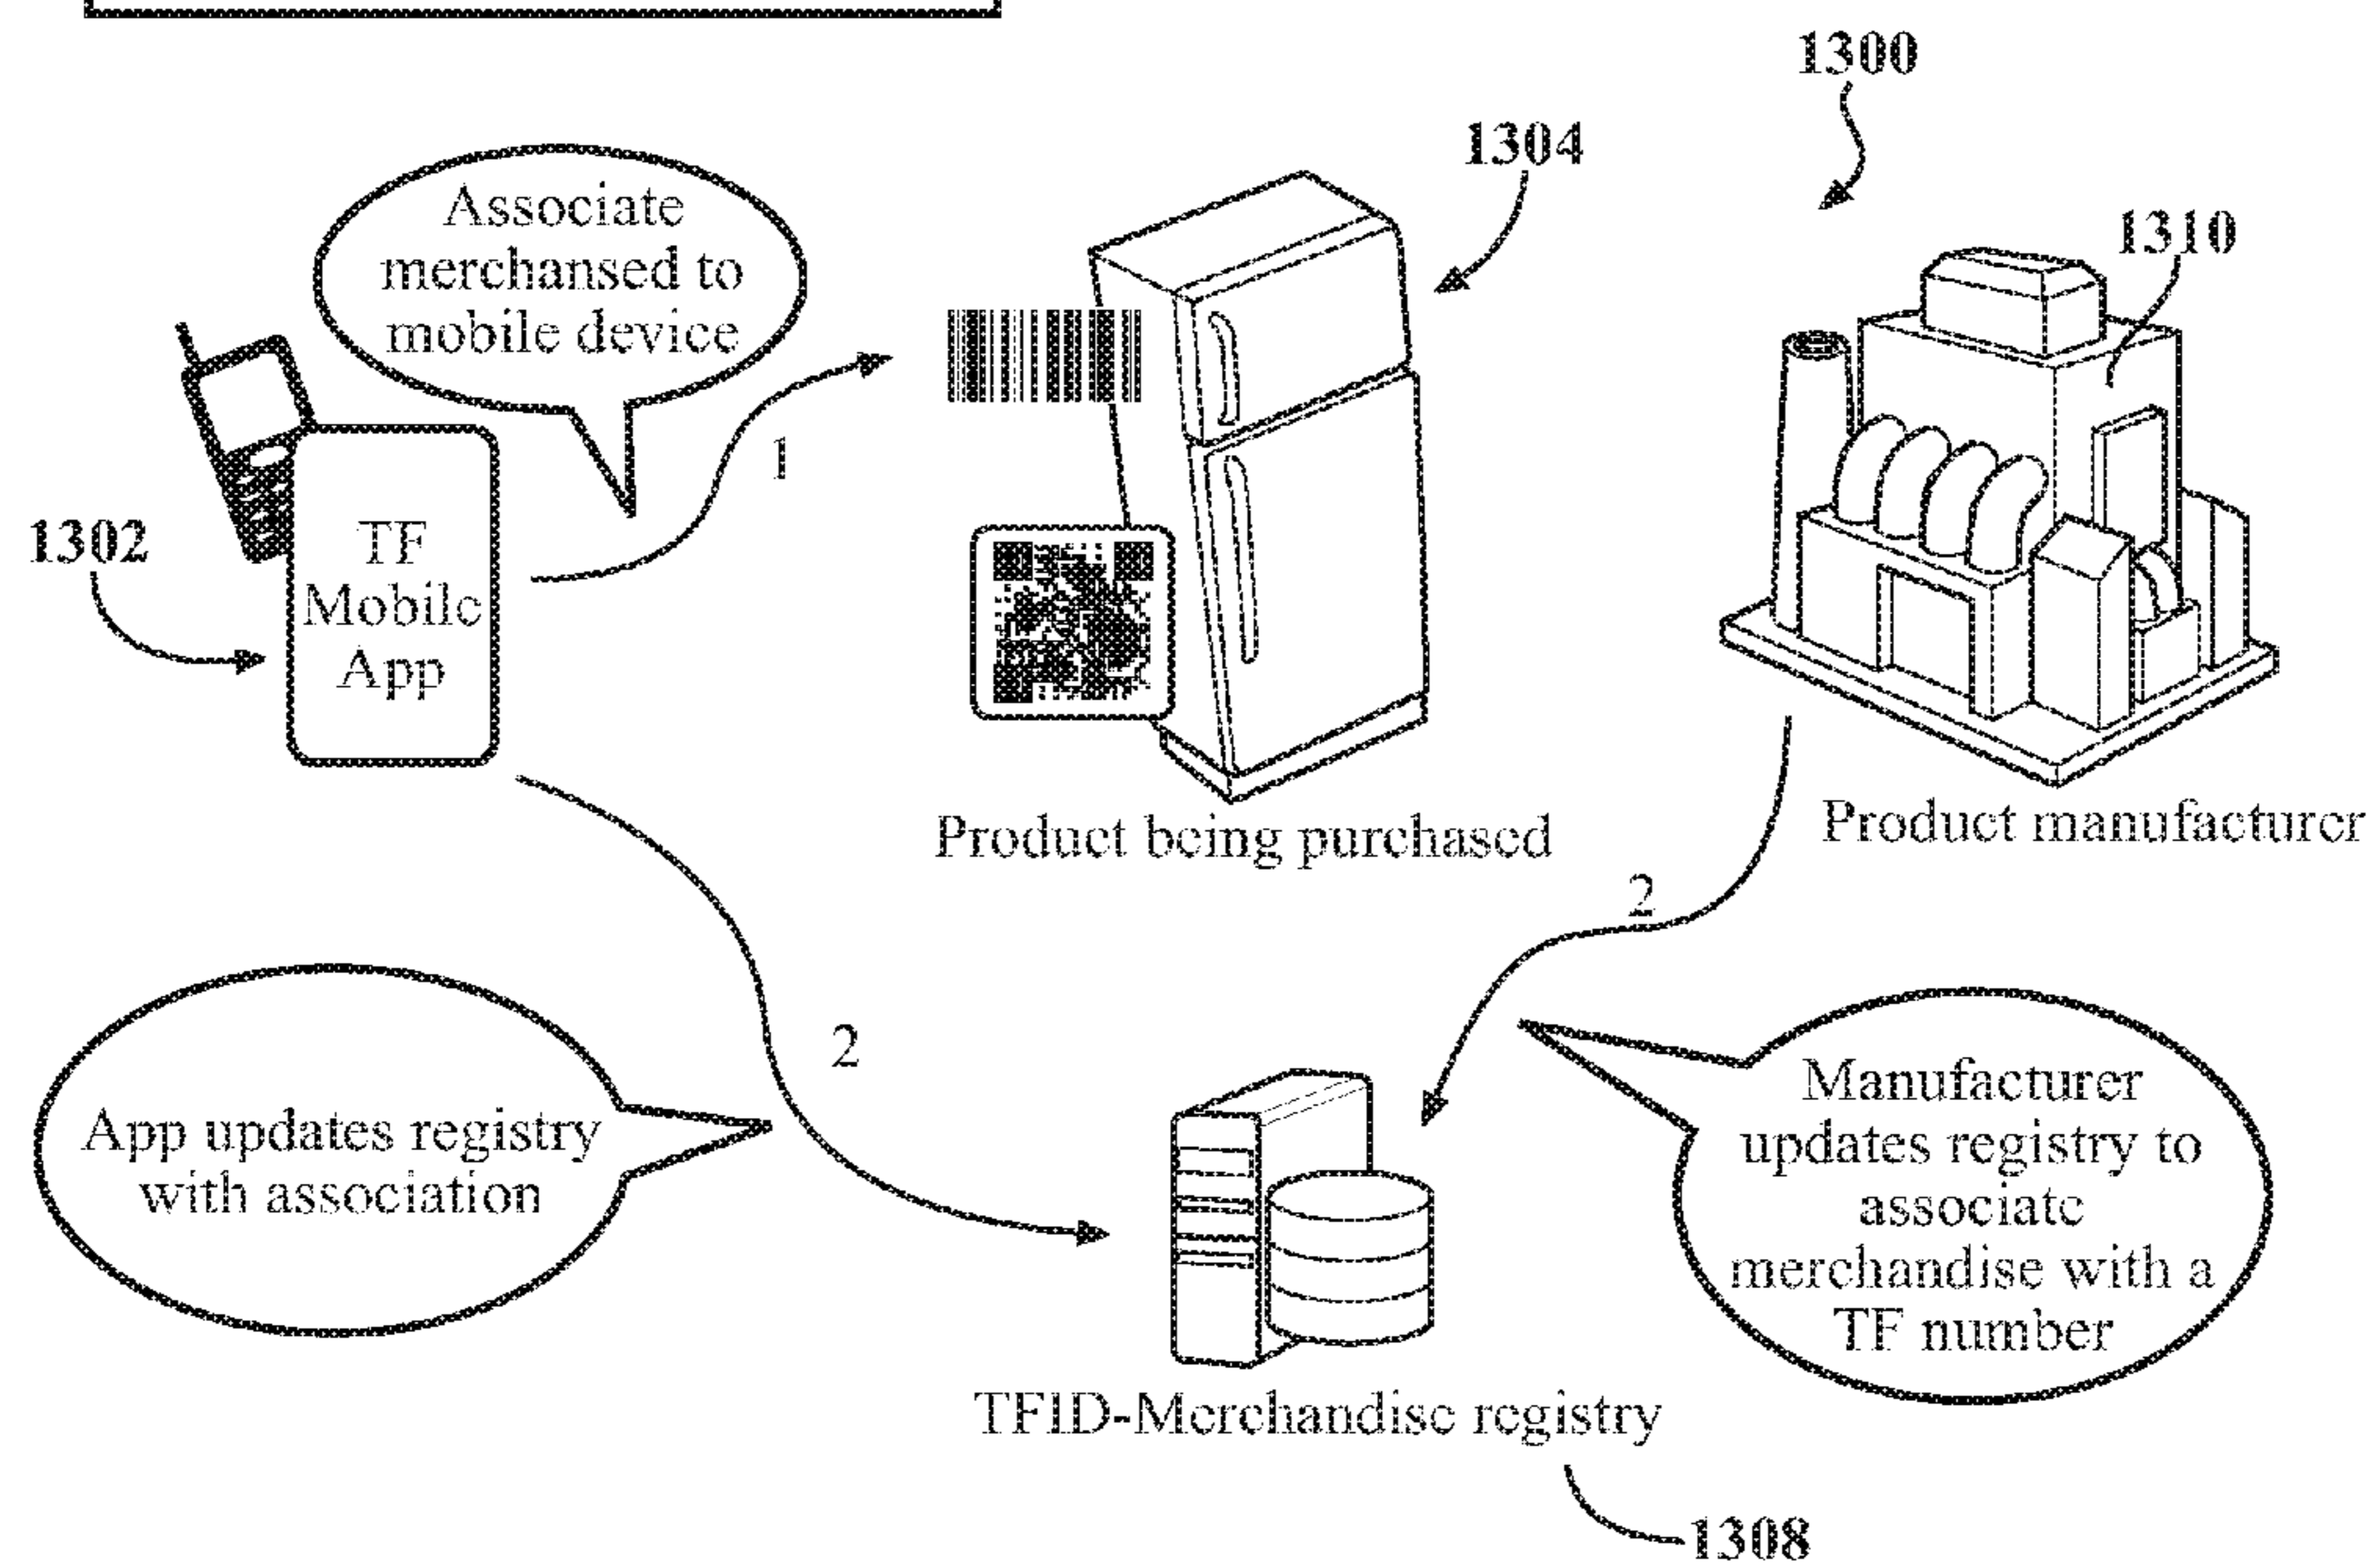 1300
1304
1310
Associate
merchansed to
mobile device
1
1302
TF
Mobile
App
Product being purchased
Product manufacturer
2
2
App updates registry
with association
Manufacturer
updates registry to
associate
merchandise with a
TF number
TFID-Merchandise registry
1308